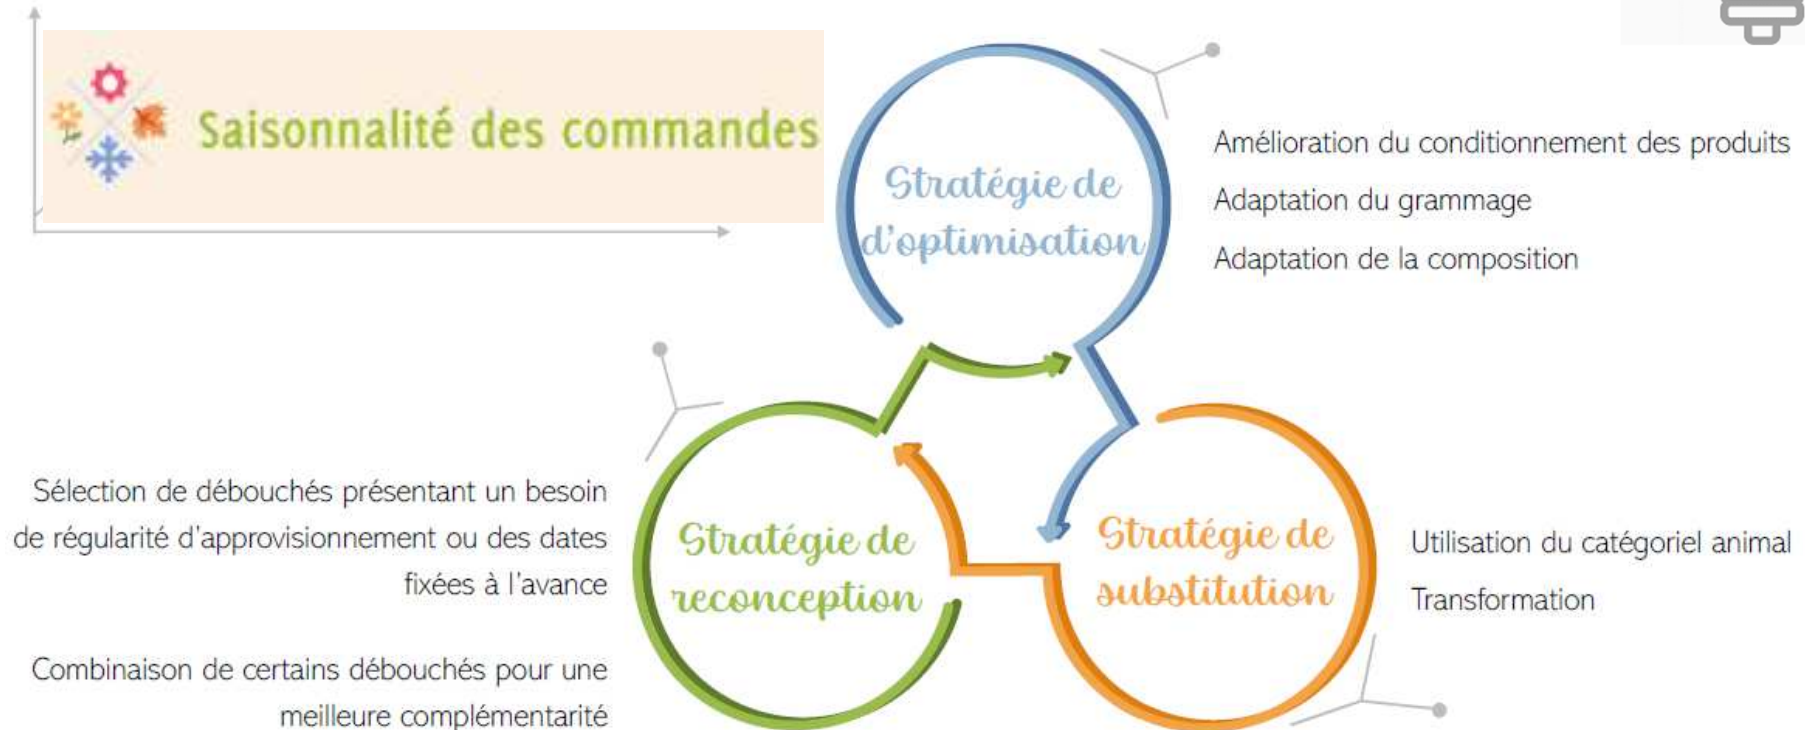 Saisonnalité des commandes
Stratégie de
d'optimisation
Amélioration du conditionnement des produits
Adaptation du grammage
Adaptation de la composition
Sélection de débouchés présentant un besoin
de régularité d'approvisionnement ou des dates
fixées à l'avance
Combinaison de certains débouchés pour une
meilleure complémentarité
Stratégie de
reconception
Stratégie de
substitution
Utilisation du catégoriel animal
Transformation